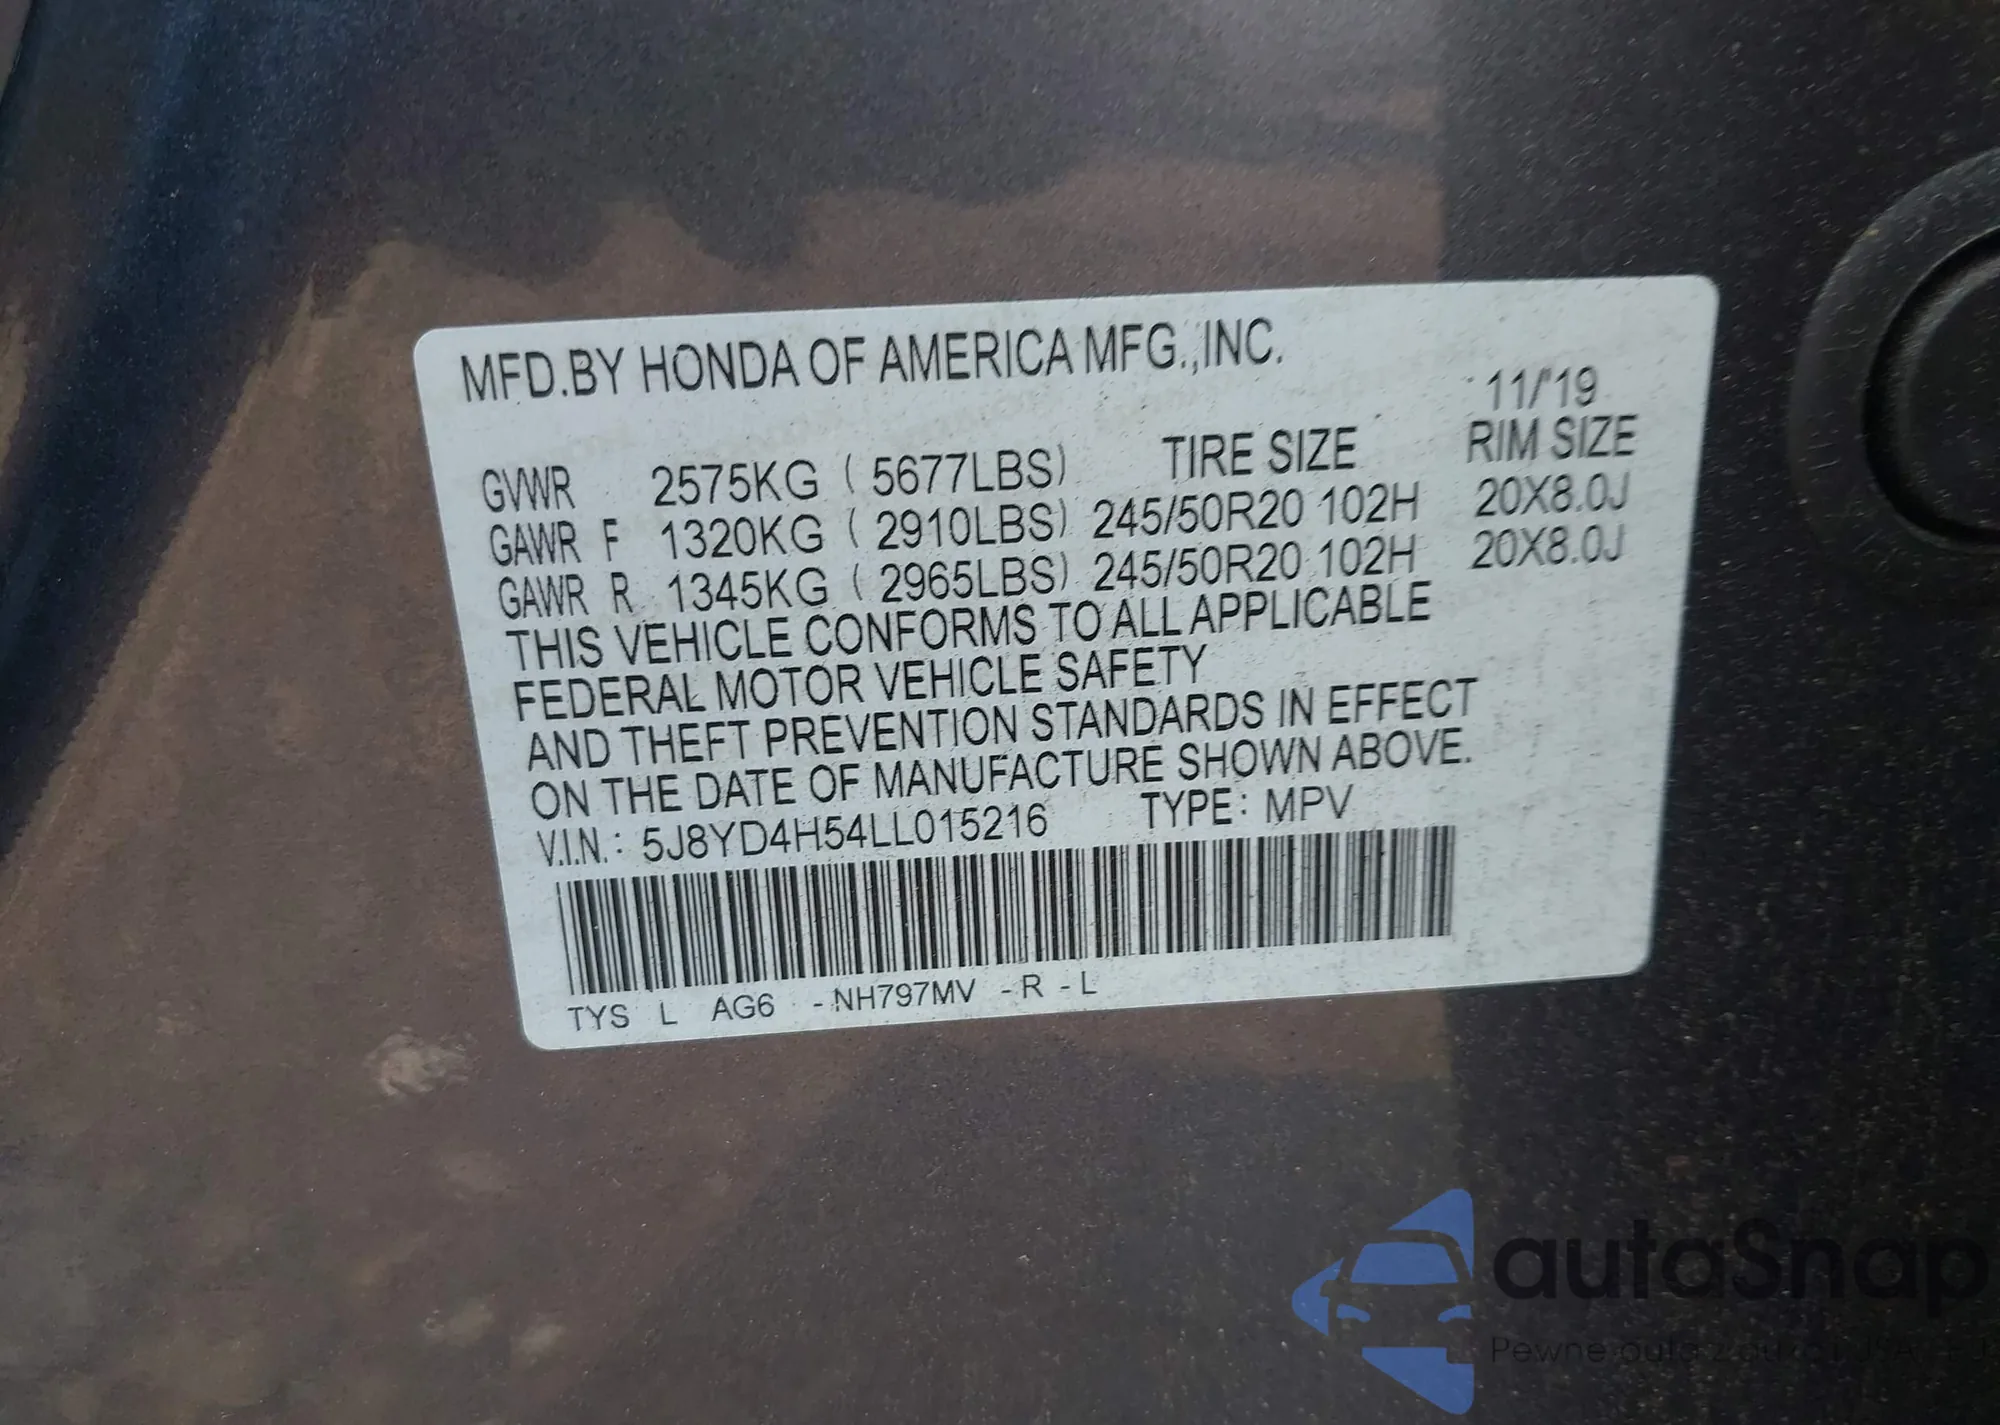 MFD.BY HONDA OF AMERICA MFG.,INC.
11/'19
GVWR 2575KG ( 5677LBS) TIRE SIZE RIM SIZE
GAWR F 1320KG ( 2910LBS) 245/50R20 102H 20X8.0J
GAWR R 1345KG ( 2965LBS) 245/50R20 102H 20X8.0J
THIS VEHICLE CONFORMS TO ALL APPLICABLE
FEDERAL MOTOR VEHICLE SAFETY
AND THEFT PREVENTION STANDARDS IN EFFECT
ON THE DATE OF MANUFACTURE SHOWN ABOVE.
V.I.N.: 5J8YD4H54LL015216 TYPE: MPV
TYS L AG6 -NH797MV -R -L
autaSnap
Pewne auta z